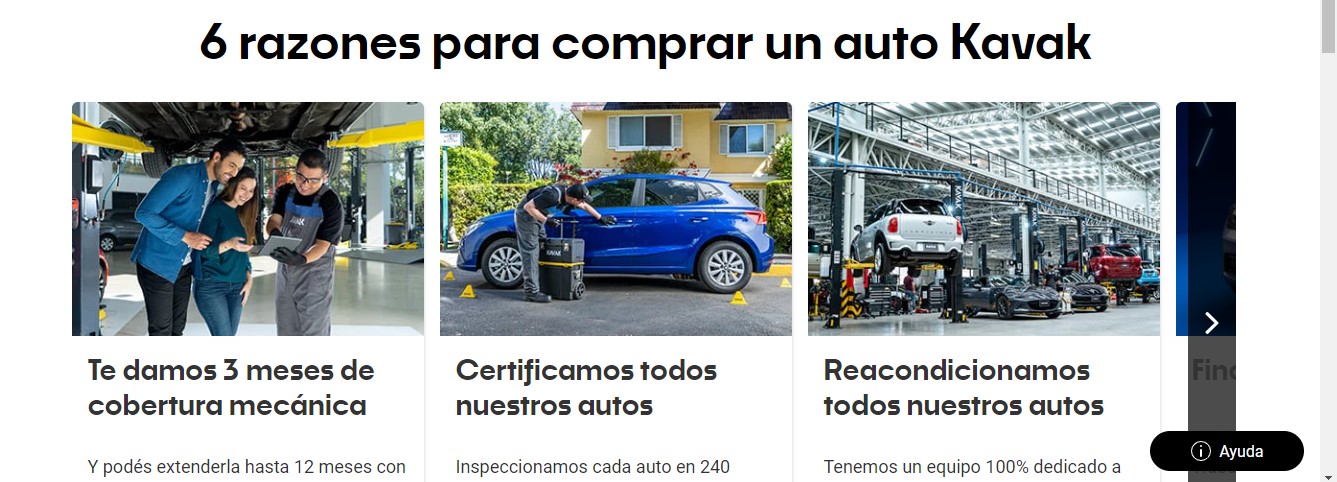 6 razones para comprar un auto Kavak
Te damos 3 meses de
cobertura mecánica
Y podés extenderla hasta 12 meses con
Certificamos todos
nuestros autos
Inspeccionamos cada auto en 240
Reacondicionamos
todos nuestros autos
Tenemos un equipo 100% dedicado a
Ayuda